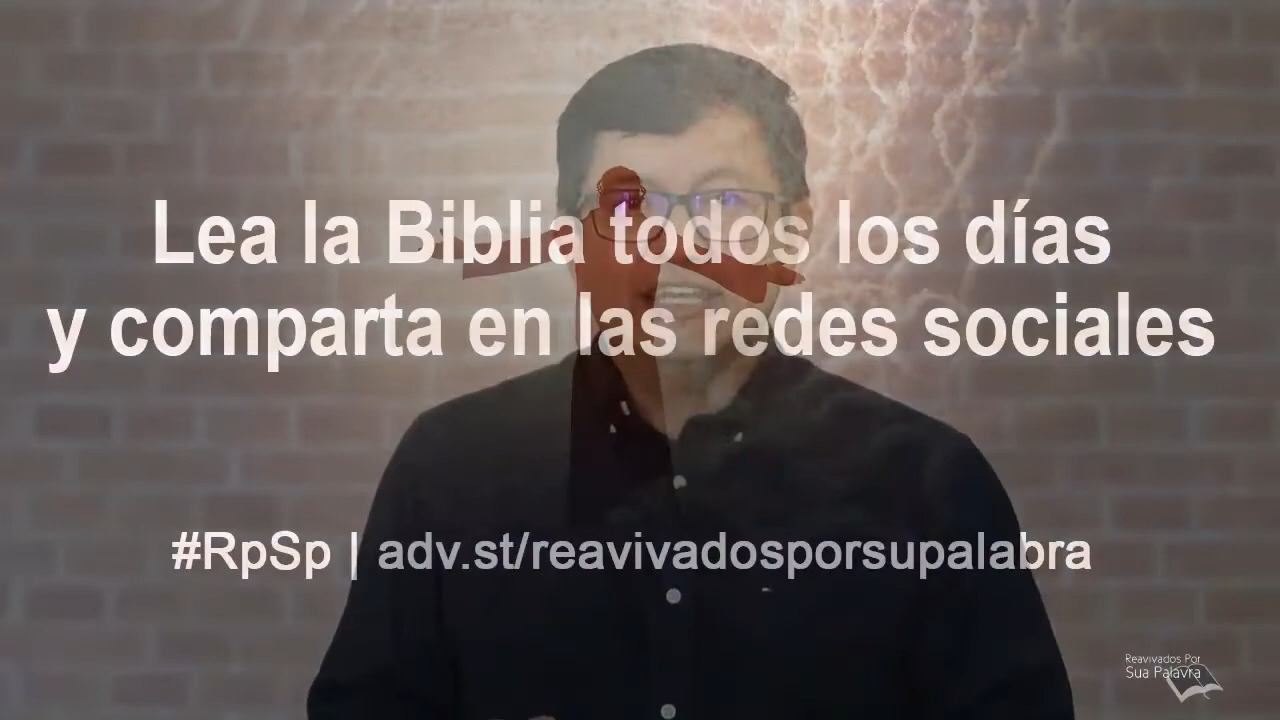 Lea la Biblia todos los días
y comparta en las redes sociales
#RpSp | adv.st/reavivadosporsupalabra
Reavivados Por
Sua Palavra